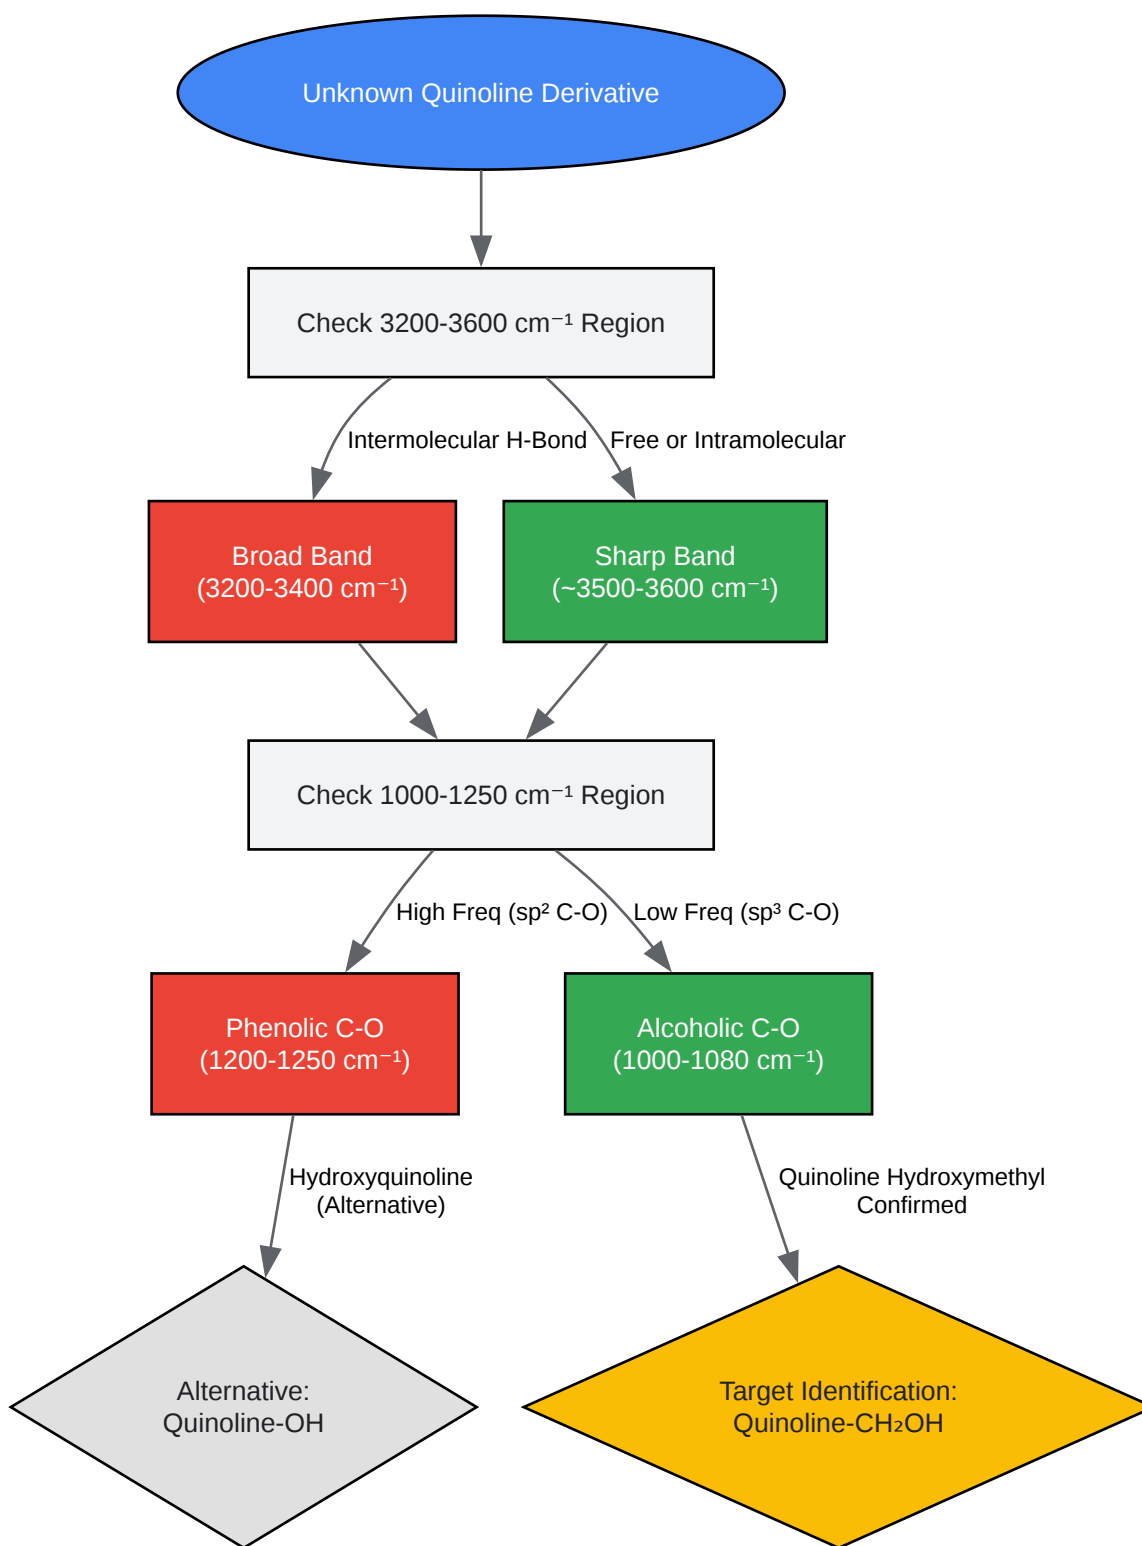 Unknown Quinoline Derivative
Check 3200-3600 cm⁻¹ Region
Intermolecular H-Bond
Free or Intramolecular
Broad Band
(3200-3400 cm⁻¹)
Sharp Band
(~3500-3600 cm⁻¹)
Check 1000-1250 cm⁻¹ Region
High Freq (sp² C-O)
Low Freq (sp³ C-O)
Phenolic C-O
(1200-1250 cm⁻¹)
Alcoholic C-O
(1000-1080 cm⁻¹)
Hydroxyquinoline
(Alternative)
Quinoline Hydroxymethyl
Confirmed
Alternative:
Quinoline-OH
Target Identification:
Quinoline-CH₂OH